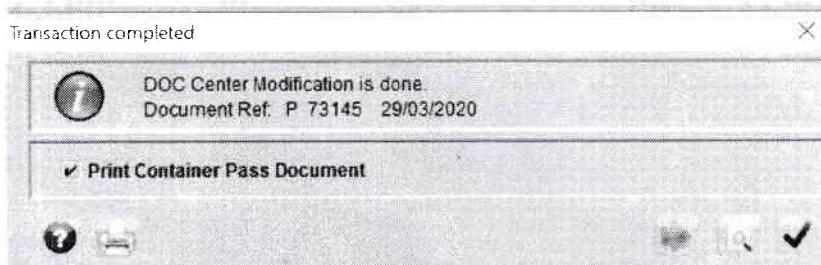 Transaction completed
DOC Center Modification is done.
Document Ref: P 73145 29/03/2020
Print Container Pass Document